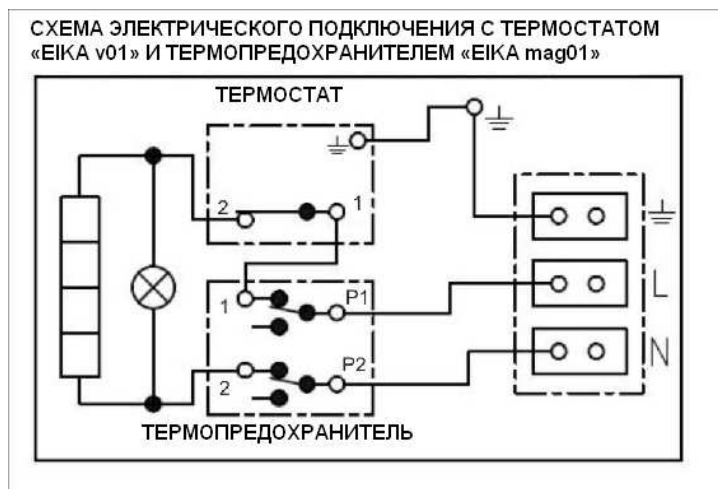 СХЕМА ЭЛЕКТРИЧЕСКОГО ПОДКЛЮЧЕНИЯ С ТЕРМОСТАТОМ
«EIKA v01» И ТЕРМОПРЕДОХРАНИТЕЛЕМ «EIKA mag01»
ТЕРМОСТАТ
2
1
1
P1
L
2
P2
N
ТЕРМОПРЕДОХРАНИТЕЛЬ